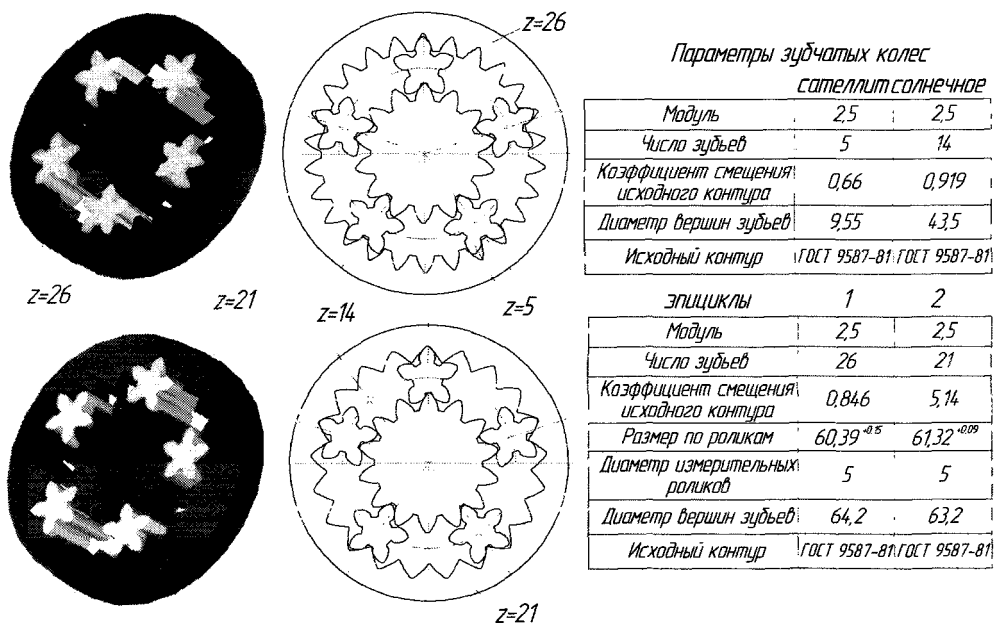 z=26
z=26
z=21
z=14
z=5
z=21
Параметры зубчатых колес
сателлит солнечное
Модуль 2,5 2,5
Число зубьев 5 14
Коэффициент смещения
исходного контура 0,66 0,919
Диаметр вершин зубьев 9,55 43,5
Исходный контур ГОСТ 9587-81 ГОСТ 9587-81
эпициклы 1 2
Модуль 2,5 2,5
Число зубьев 26 21
Коэффициент смещения
исходного контура 0,846 5,14
Размер по роликам 60,39 +0.15 61,32 +0.09
Диаметр измерительных
роликов 5 5
Диаметр вершин зубьев 64,2 63,2
Исходный контур ГОСТ 9587-81 ГОСТ 9587-81